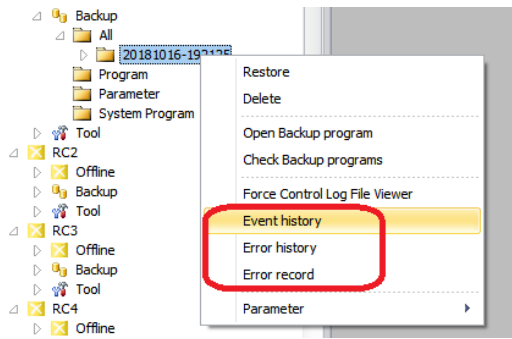 Backup
All
20181016-192125
Program
Parameter
System Program
Tool
RC2
Offline
Backup
Tool
RC3
Offline
Backup
Tool
RC4
Offline
Restore
Delete
Open Backup program
Check Backup programs
Force Control Log File Viewer
Event history
Error history
Error record
Parameter